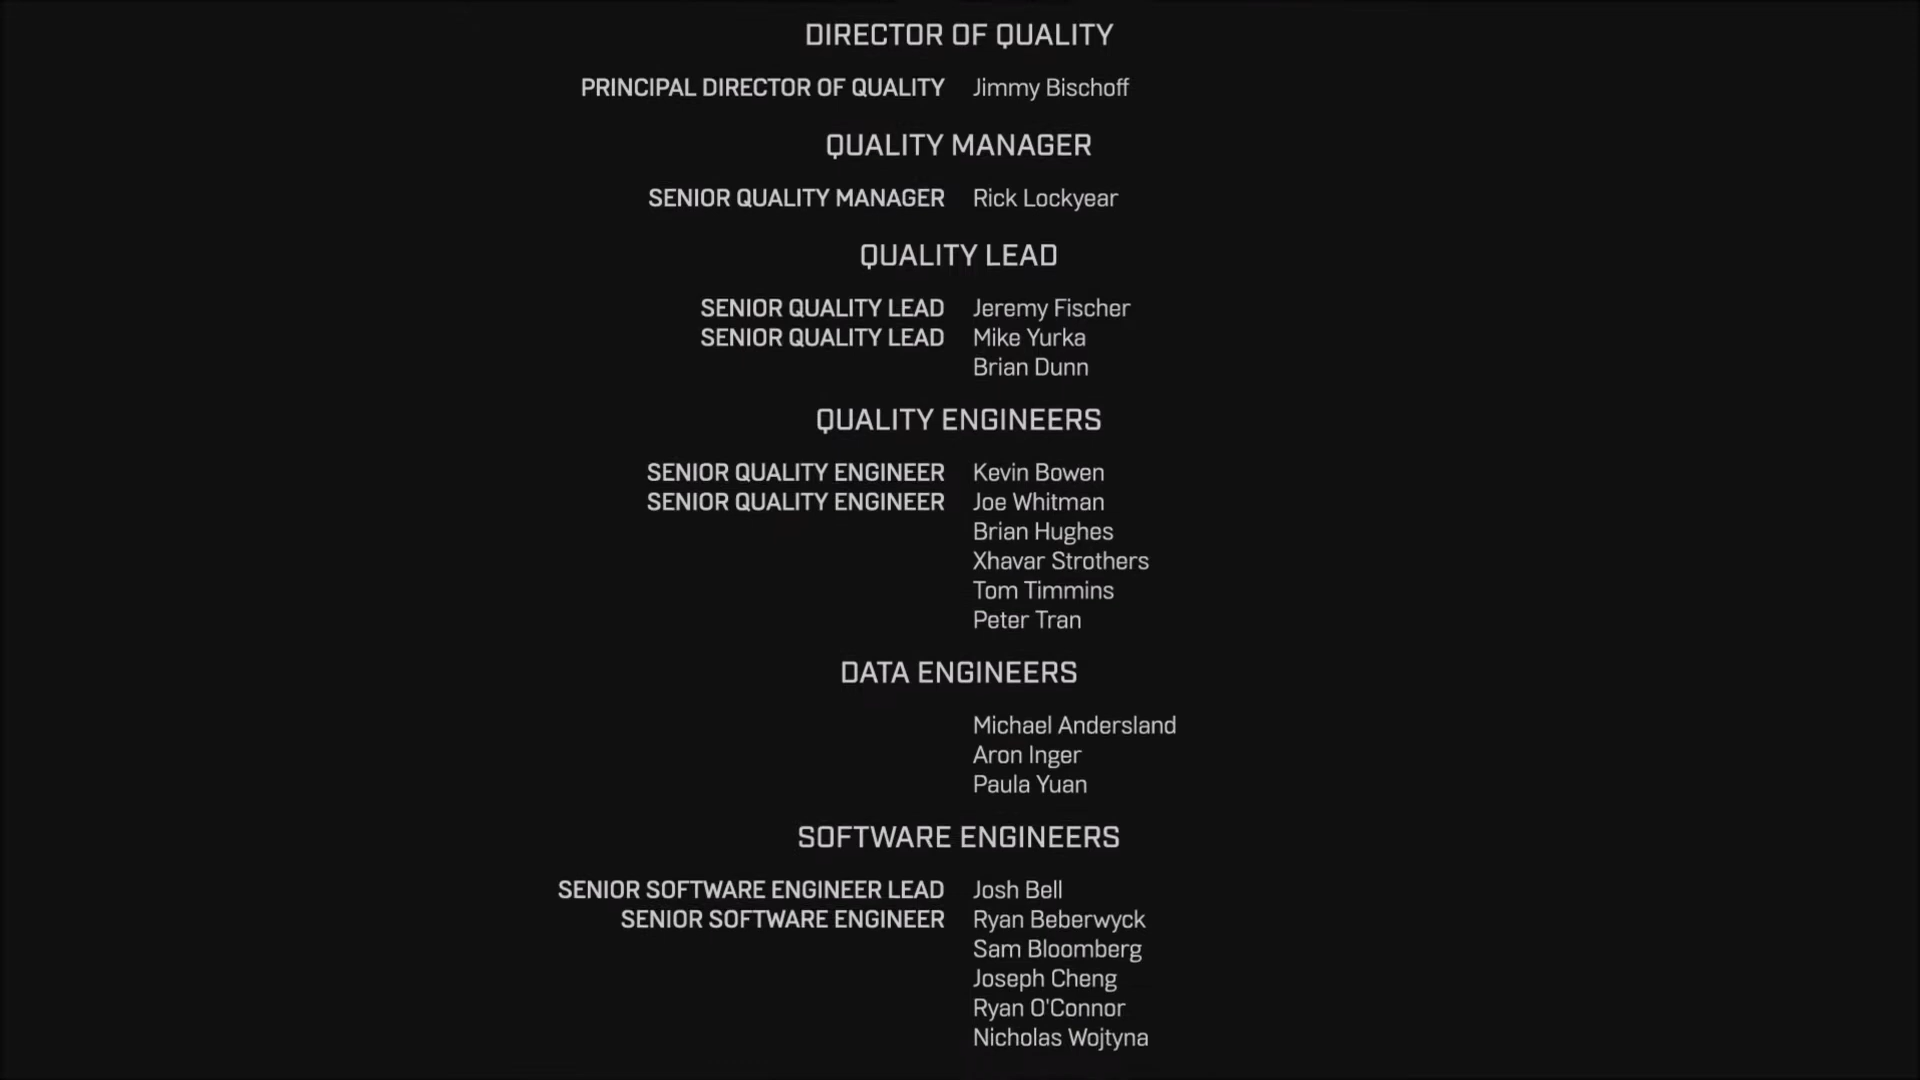 DIRECTOR OF QUALITY
PRINCIPAL DIRECTOR OF QUALITY Jimmy Bischoff
QUALITY MANAGER
SENIOR QUALITY MANAGER Rick Lockyear
QUALITY LEAD
SENIOR QUALITY LEAD Jeremy Fischer
SENIOR QUALITY LEAD Mike Yurka
Brian Dunn
QUALITY ENGINEERS
SENIOR QUALITY ENGINEER Kevin Bowen
SENIOR QUALITY ENGINEER Joe Whitman
Brian Hughes
Xhavar Strothers
Tom Timmins
Peter Tran
DATA ENGINEERS
Michael Andersland
Aron Inger
Paula Yuan
SOFTWARE ENGINEERS
SENIOR SOFTWARE ENGINEER LEAD Josh Bell
SENIOR SOFTWARE ENGINEER Ryan Beberwyck
Sam Bloomberg
Joseph Cheng
Ryan O'Connor
Nicholas Wojtyna